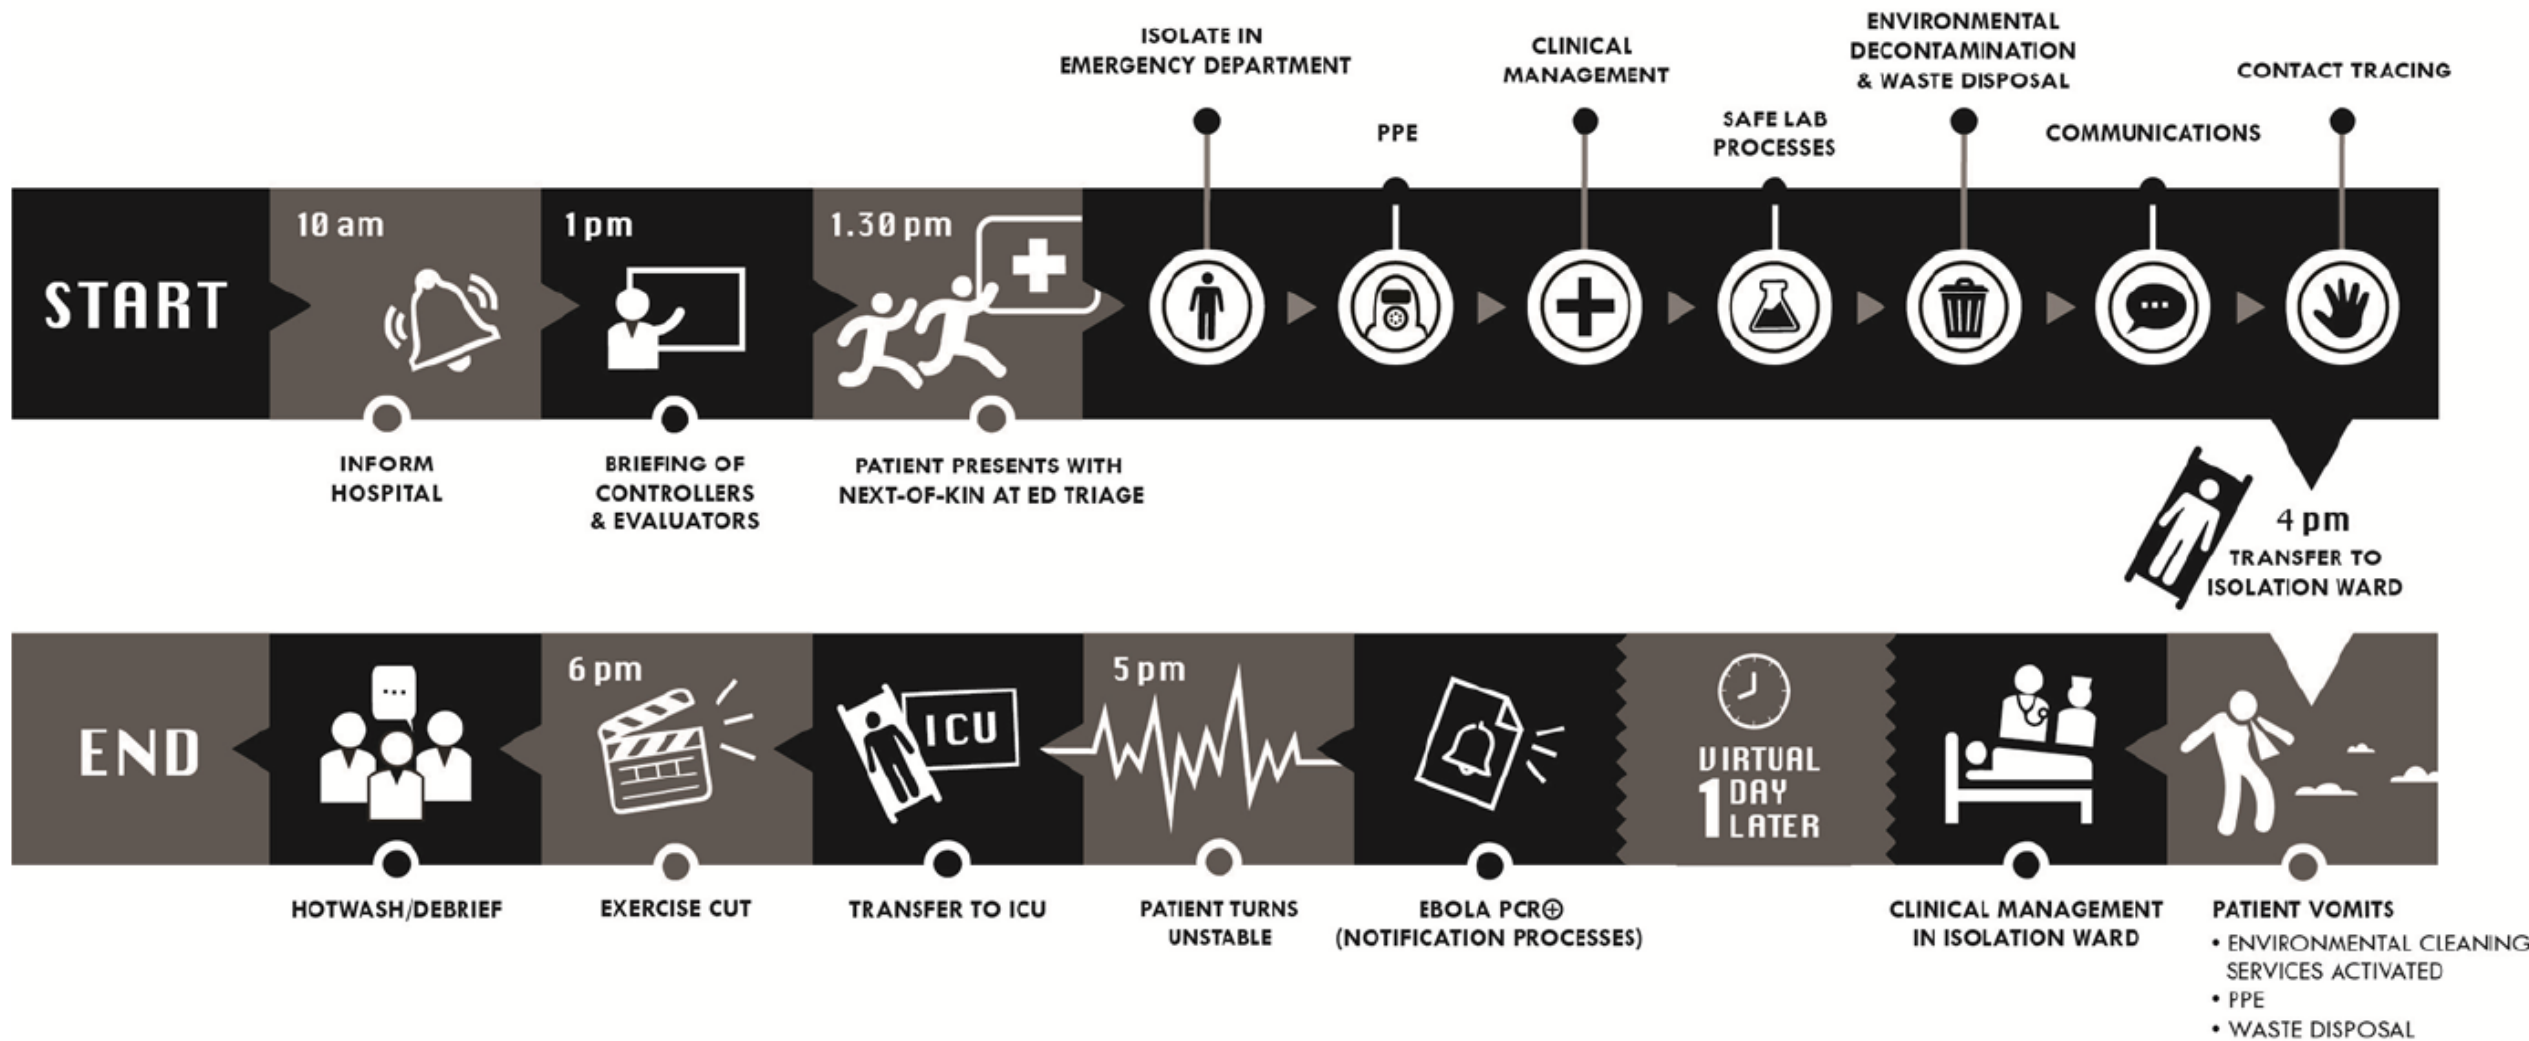 START
10 am
INFORM
HOSPITAL
1 pm
BRIEFING OF
CONTROLLERS
& EVALUATORS
1.30 pm
PATIENT PRESENTS WITH
NEXT-OF-KIN AT ED TRIAGE
ISOLATE IN
EMERGENCY DEPARTMENT
PPE
CLINICAL
MANAGEMENT
SAFE LAB
PROCESSES
ENVIRONMENTAL
DECONTAMINATION
& WASTE DISPOSAL
COMMUNICATIONS
CONTACT TRACING
4 pm
TRANSFER TO
ISOLATION WARD
PATIENT VOMITS
• ENVIRONMENTAL CLEANING
SERVICES ACTIVATED
• PPE
• WASTE DISPOSAL
CLINICAL MANAGEMENT
IN ISOLATION WARD
VIRTUAL
1 DAY
LATER
EBOLA PCR⊕
(NOTIFICATION PROCESSES)
5 pm
PATIENT TURNS
UNSTABLE
ICU
TRANSFER TO ICU
6 pm
EXERCISE CUT
HOTWASH/DEBRIEF
END